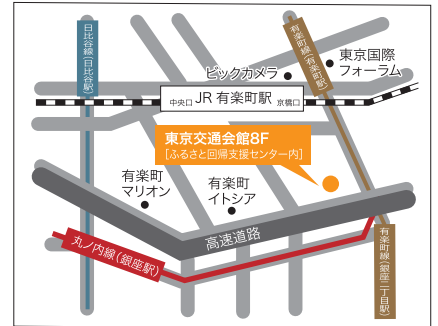 日比谷線(日比谷駅)
有楽町線(有楽町駅)
ビックカメラ
東京国際
フォーラム
中央口 JR 有楽町駅 京橋口
東京交通会館8F
[ふるさと回帰支援センター内]
有楽町
マリオン
有楽町
イトシア
高速道路
丸ノ内線(銀座駅)
有楽町線(銀座二丁目駅)